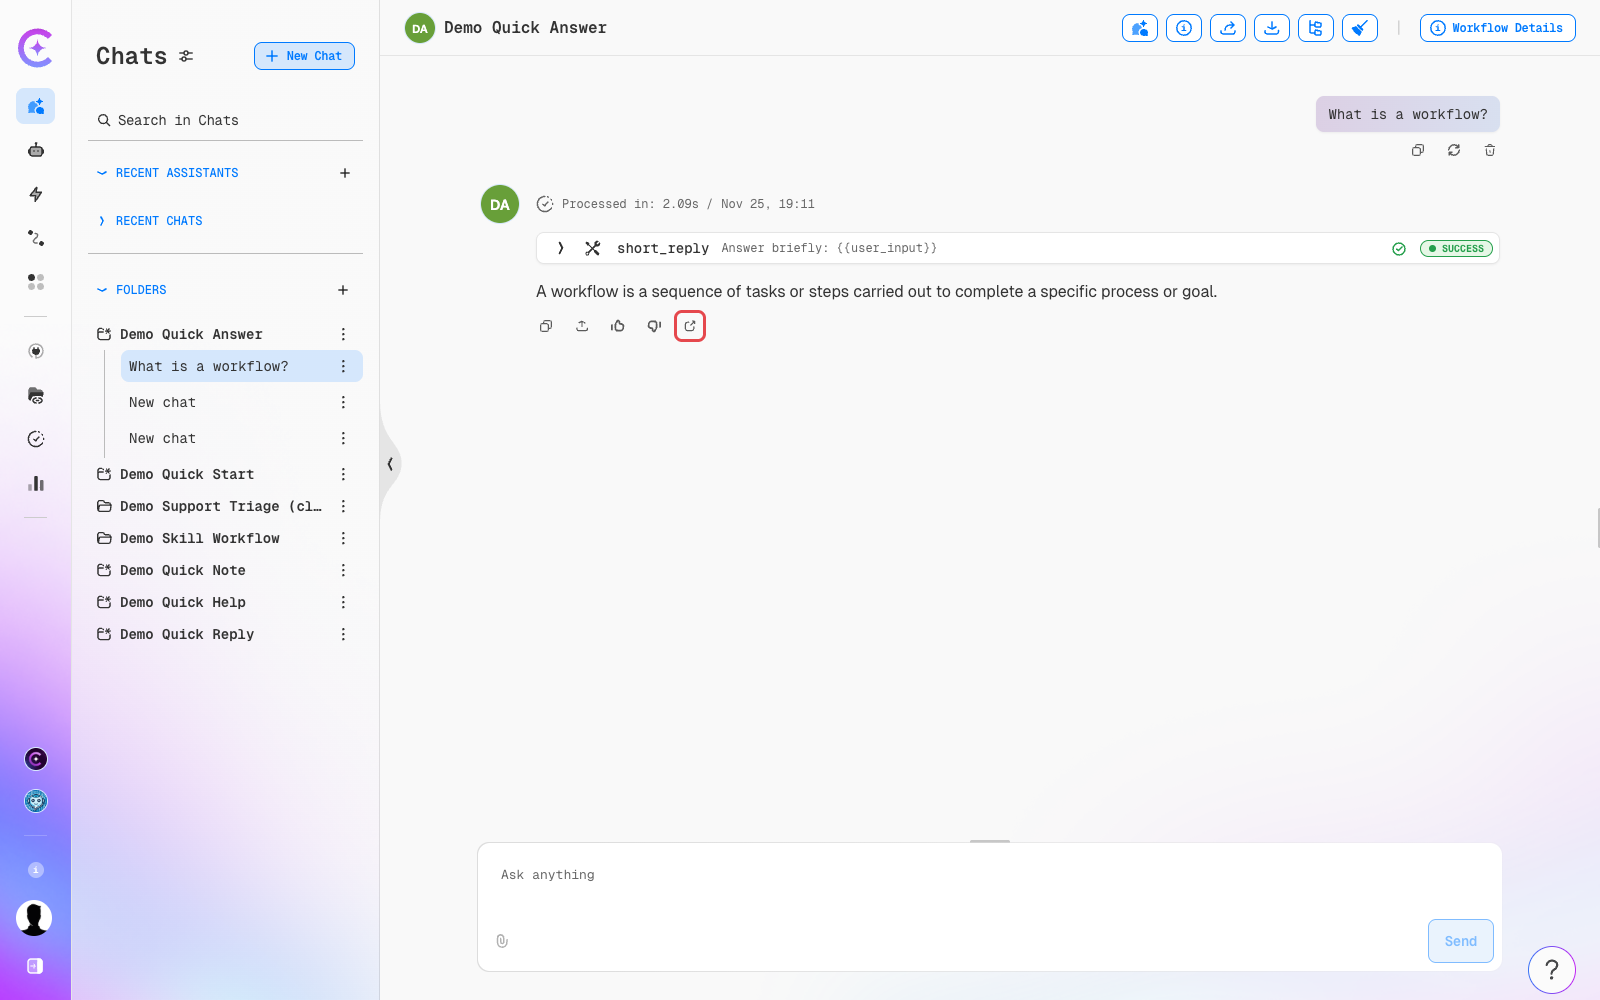 Chats
New Chat
Search in Chats
RECENT ASSISTANTS
RECENT CHATS
FOLDERS
Demo Quick Answer
What is a workflow?
New chat
New chat
Demo Quick Start
Demo Support Triage (cl…
Demo Skill Workflow
Demo Quick Note
Demo Quick Help
Demo Quick Reply
DA Demo Quick Answer
Workflow Details
What is a workflow?
DA Processed in: 2.09s / Nov 25, 19:11
short_reply Answer briefly: {{user_input}} SUCCESS
A workflow is a sequence of tasks or steps carried out to complete a specific process or goal.
Ask anything
Send
?